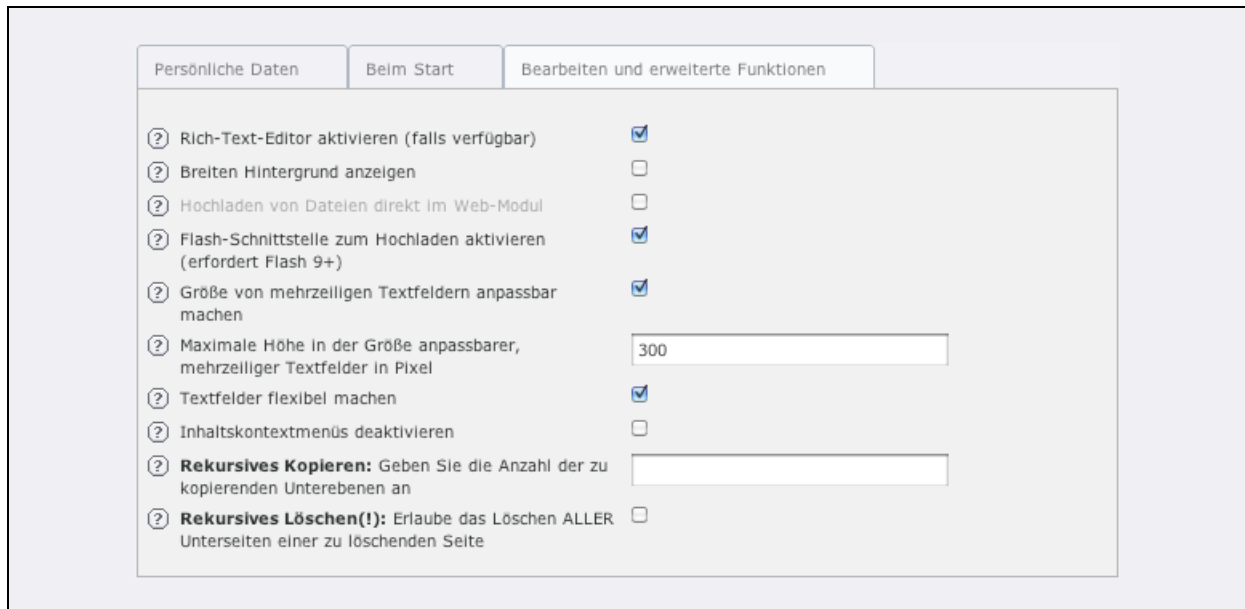 Persönliche Daten
Beim Start
Bearbeiten und erweiterte Funktionen
Rich-Text-Editor aktivieren (falls verfügbar)
Breiten Hintergrund anzeigen
Hochladen von Dateien direkt im Web-Modul
Flash-Schnittstelle zum Hochladen aktivieren
(erfordert Flash 9+)
Größe von mehrzeiligen Textfeldern anpassbar
machen
Maximale Höhe in der Größe anpassbarer,
mehrzeiliger Textfelder in Pixel
300
Textfelder flexibel machen
Inhaltskontextmenüs deaktivieren
Rekursives Kopieren: Geben Sie die Anzahl der zu
kopierenden Unterebenen an
Rekursives Löschen(!): Erlaube das Löschen ALLER
Unterseiten einer zu löschenden Seite